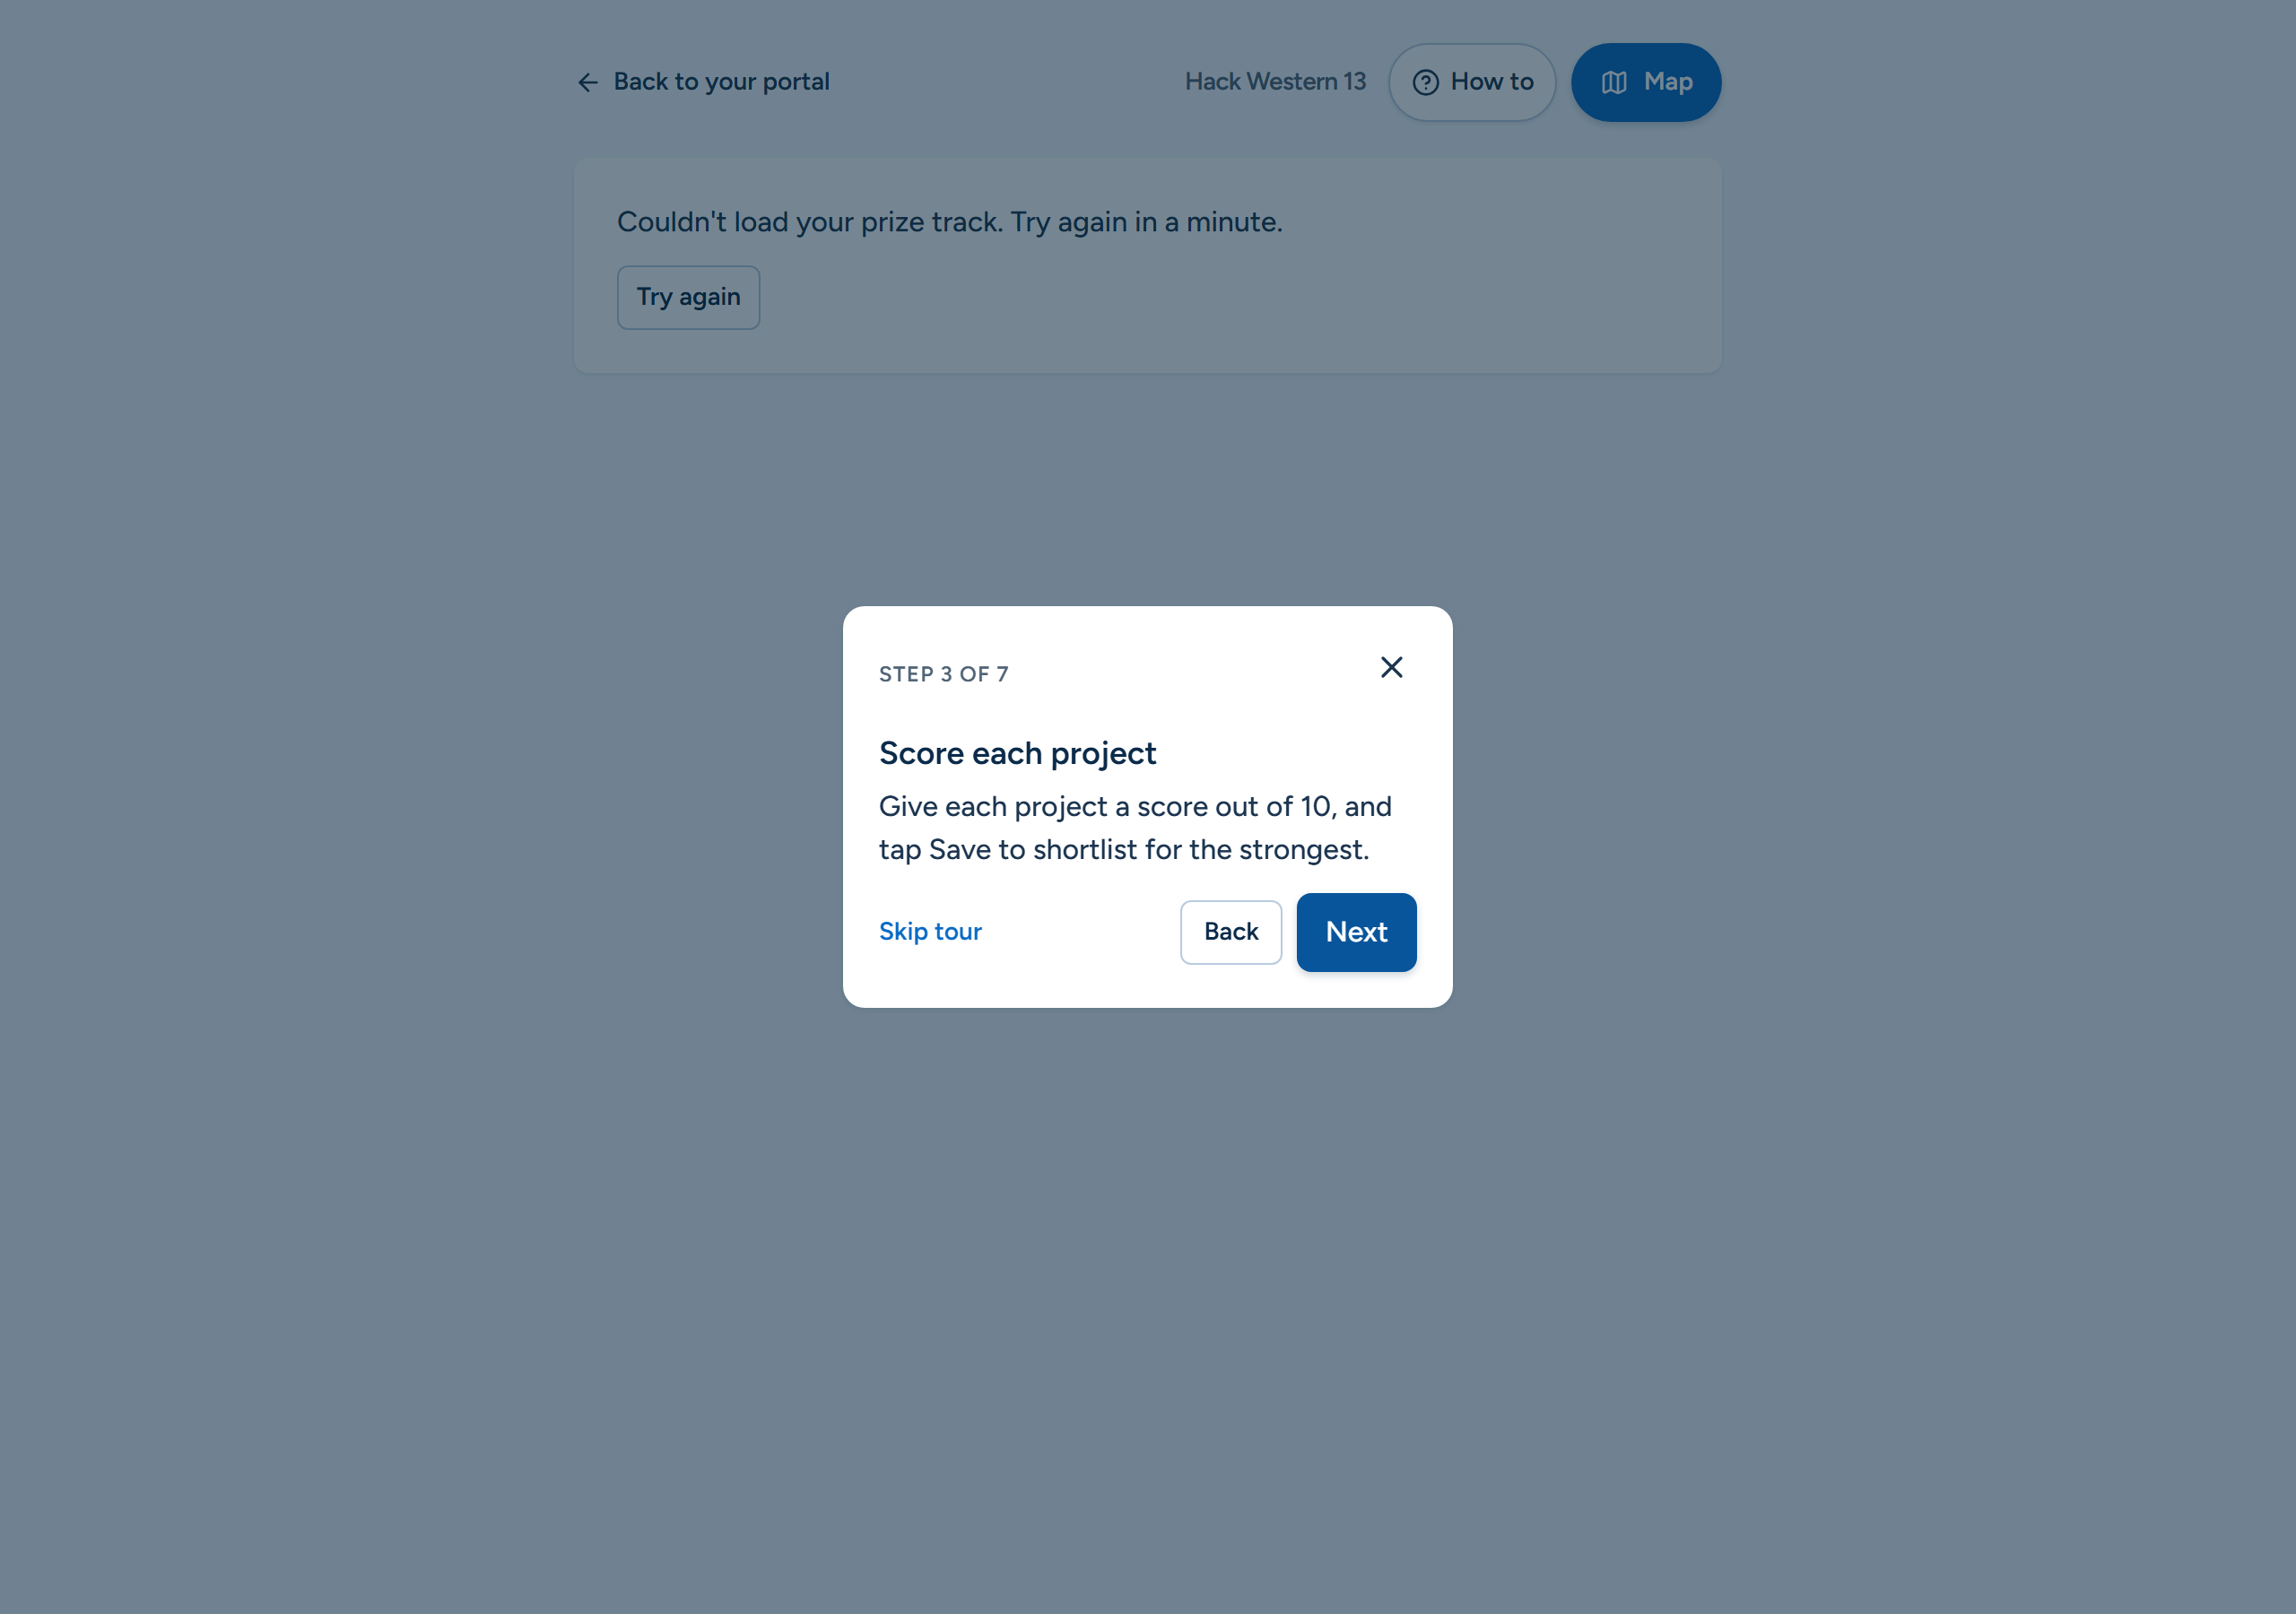 Back to your portal
Hack Western 13
How to
Map
Couldn't load your prize track. Try again in a minute.
Try again
STEP 3 OF 7
Score each project
Give each project a score out of 10, and
tap Save to shortlist for the strongest.
Skip tour
Back
Next